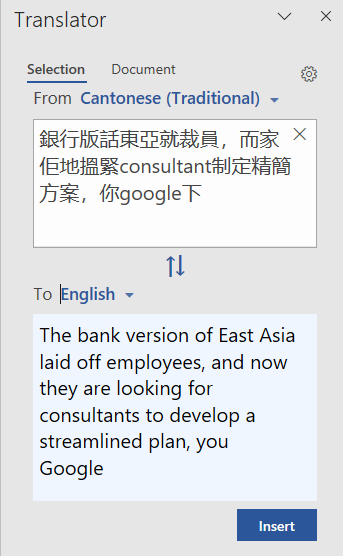 Translator
Selection Document
From Cantonese (Traditional)
銀行版話東亞就裁員，而家
佢地搵緊consultant制定精簡
方案，你google下
To English
The bank version of East Asia
laid off employees, and now
they are looking for
consultants to develop a
streamlined plan, you
Google
Insert